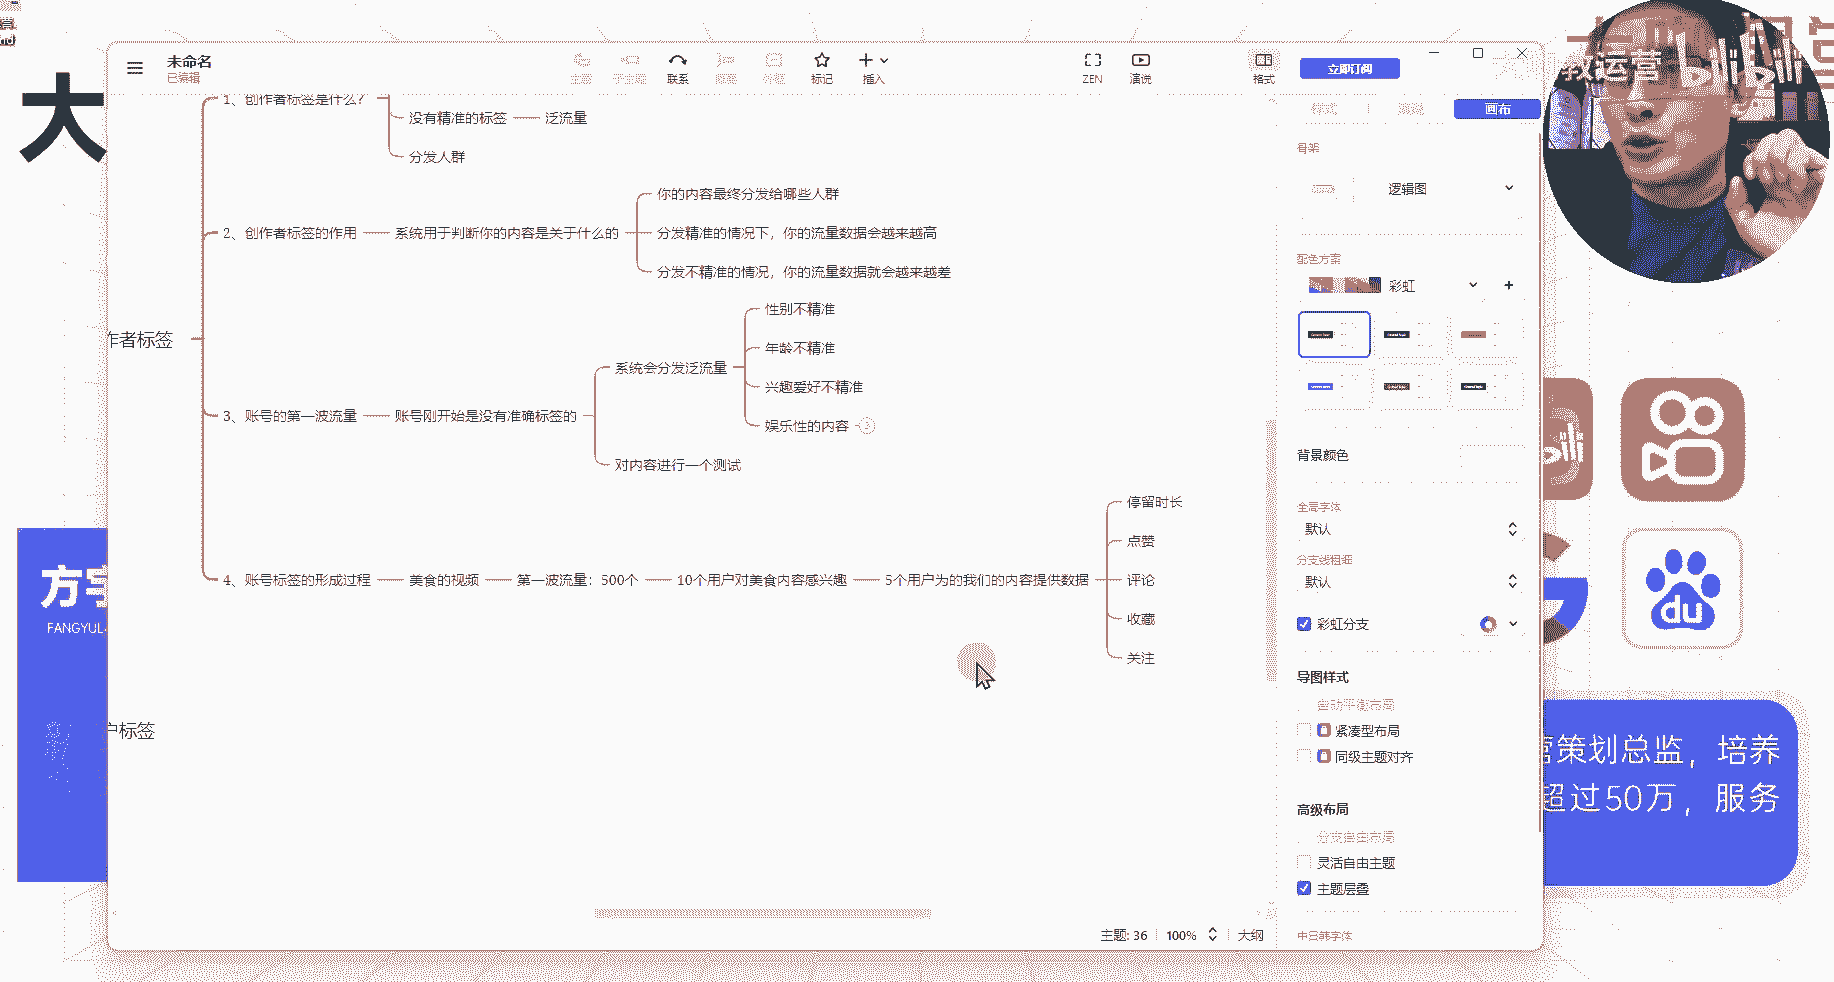 未命名
已编辑
主题
子主题
联系
概要
外框
标记
插入
ZEN
演说
格式
立即订阅
教运营
bilibili
大
1、创作者标签是什么?
没有精准的标签
泛流量
分发人群
2、创作者标签的作用
系统用于判断你的内容是关于什么的
你的内容最终分发给哪些人群
分发精准的情况下，你的流量数据会越来越高
分发不精准的情况，你的流量数据就会越来越差
作者标签
3、账号的第一波流量
账号刚开始是没有准确标签的
系统会分发泛流量
性别不精准
年龄不精准
兴趣爱好不精准
娱乐性的内容
3
对内容进行一个测试
4、账号标签的形成过程
美食的视频
第一波流量：500个
10个用户对美食内容感兴趣
5个用户为的我们的内容提供数据
停留时长
点赞
评论
收藏
关注
户标签
样式
画布
骨架
逻辑图
配色方案
彩虹
背景颜色
全局字体
默认
分支线粗细
默认
彩虹分支
导图样式
自动平衡布局
紧凑型布局
同级主题对齐
高级布局
分支自由布局
灵活自由主题
主题层叠
中日韩字体
主题: 36
100%
大纲
方宇
FANGYUL
du
营策划总监，培养
超过50万，服务